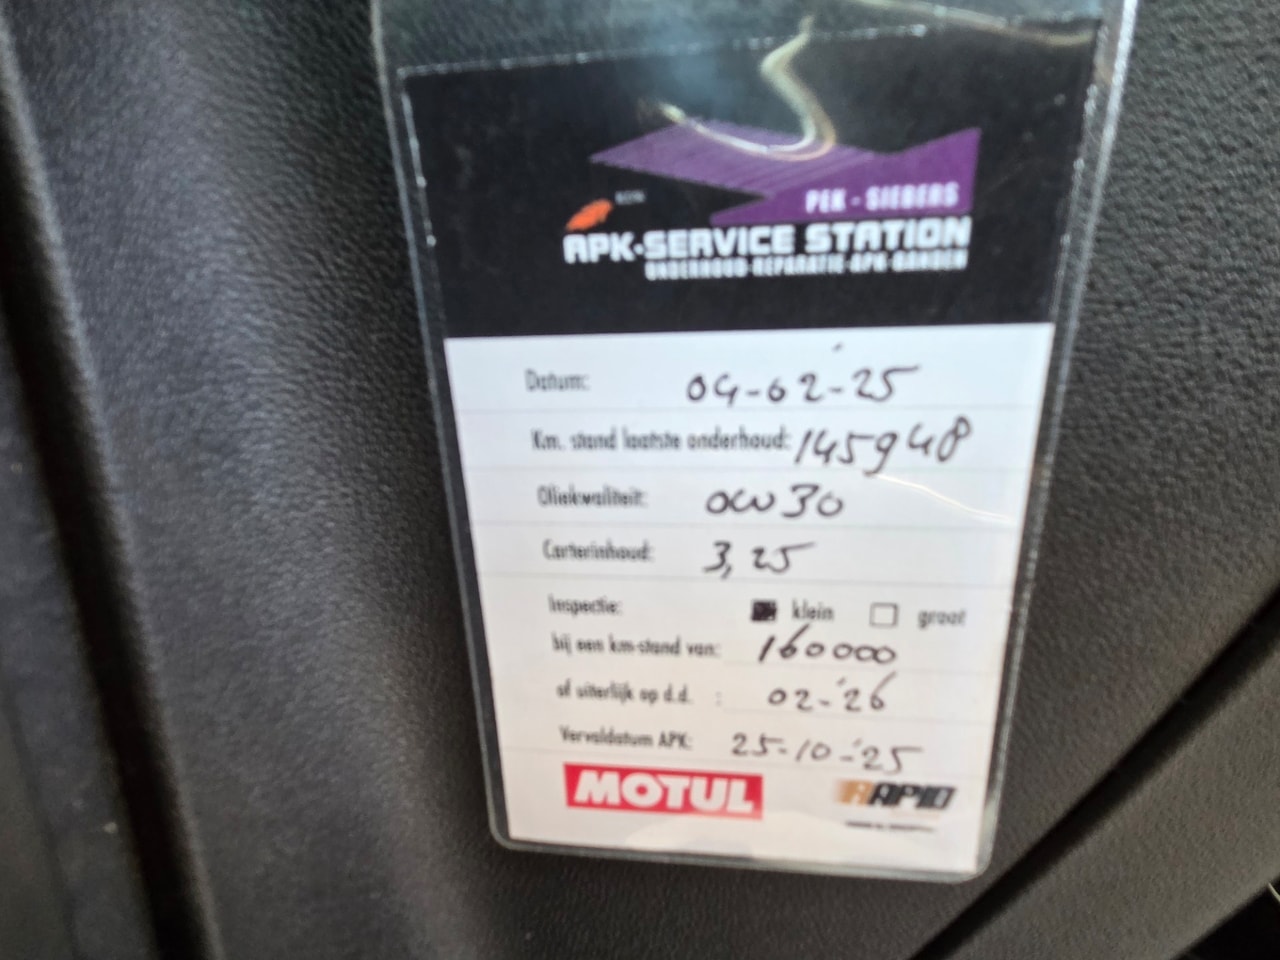 PEK - SIEBERS
APK-SERVICE STATION
ONDERHOUD-REPARATIE-APK-BANDEN
Datum: 04-02-'25
Km. stand laatste onderhoud: 145948
Oliekwaliteit: 0W30
Carterinhoud: 3,25
Inspectie: klein groot
bij een km-stand van: 160000
of uiterlijk op d.d. : 02-'26
Vervaldatum APK: 25-10-'25
MOTUL RAPID